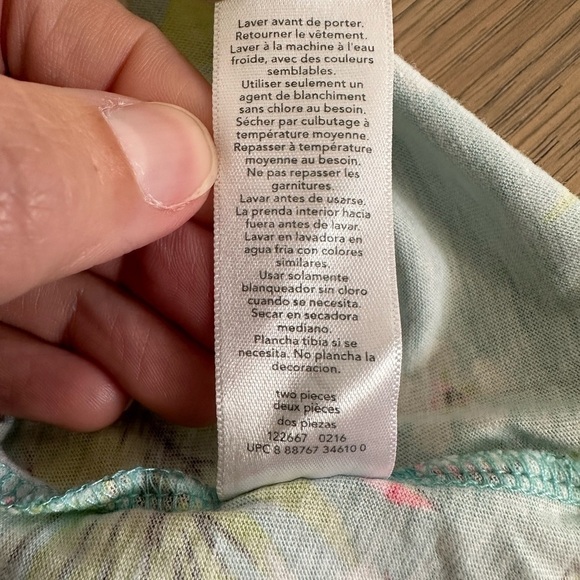 Laver avant de porter.
Retourner le vêtement.
Laver à la machine à l'eau
froide, avec des couleurs
semblables.
Utiliser seulement un
agent de blanchiment
sans chlore au besoin.
Sécher par culbutage à
température moyenne.
Repasser à température
moyenne au besoin.
Ne pas repasser les
garnitures.
Lavar antes de usarse.
La prenda interior hacia
fuera antes de lavar.
Lavar en lavadora en
agua fria con colores
similares.
Usar solamente
blanqueador sin cloro
cuando se necesita.
Secar en secadora
mediano.
Plancha tibia si se
necesita. No plancha la
decoracion.
two pieces
deux pièces
dos piezas
122667 0216
UPC 8 88767 34610 0